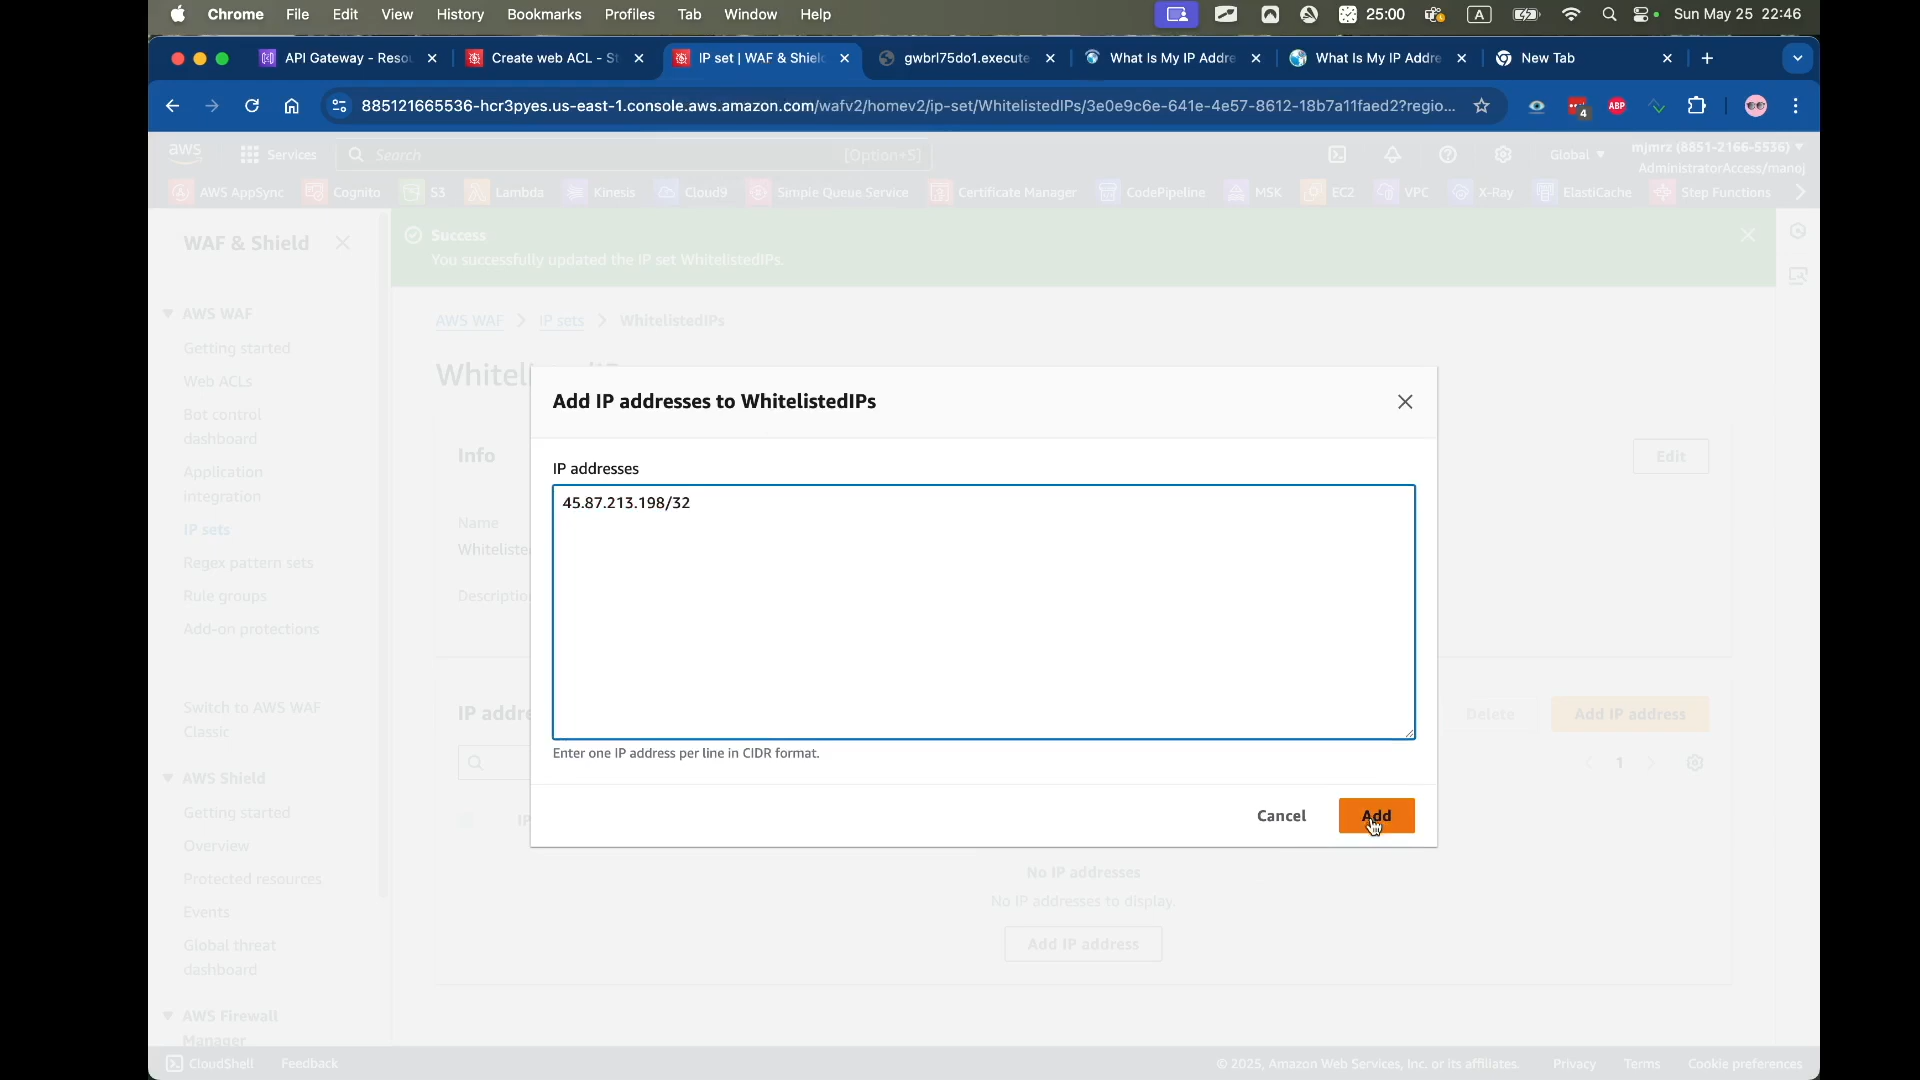 Chrome File Edit View History Bookmarks Profiles Tab Window Help 25:00 A Sun May 25 22:46
API Gateway - Resou Create web ACL - St IP set | WAF & Shield gwbrl75do1.execute What Is My IP Addre What Is My IP Addre New Tab
885121665536-hcr3pyes.us-east-1.console.aws.amazon.com/wafv2/homev2/ip-set/WhitelistedIPs/3e0e9c6e-641e-4e57-8612-18b7a11faed2?regio... 4 ABP
aws Services Search [Option+S] Global mjmrz (8851-2166-5536)
AdministratorAccess/manoj
AWS AppSync Cognito S3 Lambda Kinesis Cloud9 Simple Queue Service Certificate Manager CodePipeline MSK EC2 VPC X-Ray ElastiCache Step Functions
WAF & Shield
Success
You successfully updated the IP set WhitelistedIPs.
AWS WAF
Getting started
Web ACLs
Bot control
dashboard
Application
integration
IP sets
Regex pattern sets
Rule groups
Add-on protections
Switch to AWS WAF
Classic
AWS Shield
Getting started
Overview
Protected resources
Events
Global threat
dashboard
AWS Firewall
Manager
AWS WAF > IP sets > WhitelistedIPs
Info
Edit
Name
Add IP addresses to WhitelistedIPs
IP addresses
45.87.213.198/32
Enter one IP address per line in CIDR format.
Cancel Add
Delete Add IP address
1
No IP addresses
No IP addresses to display.
Add IP address
CloudShell Feedback © 2025, Amazon Web Services, Inc. or its affiliates. Privacy Terms Cookie preferences